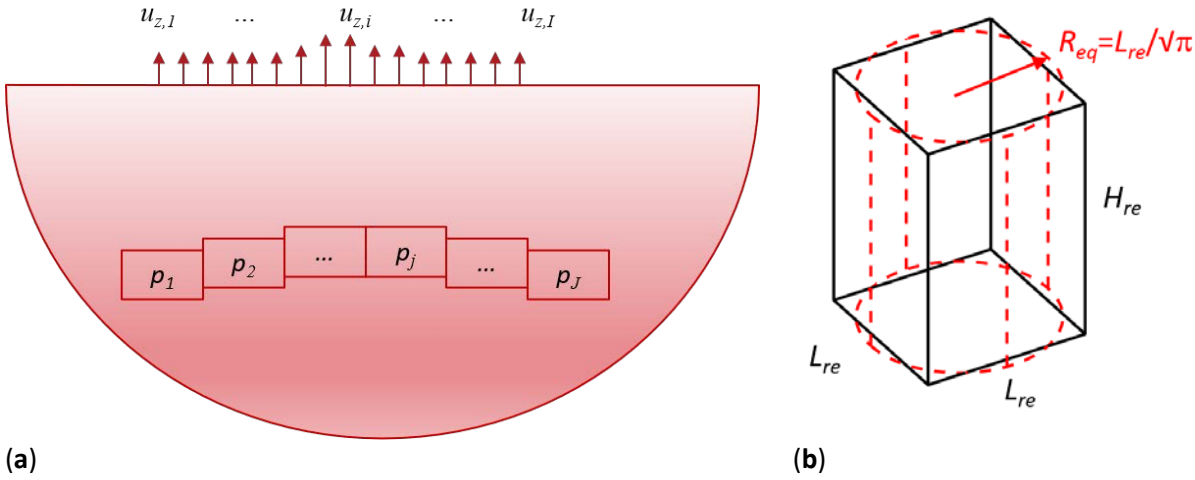 u_{z,1} ... u_{z,i} ... u_{z,I}
p_1 p_2 ... p_j ... p_J
(a)
R_{eq}=L_{re}/√π
H_{re}
L_{re}
L_{re}
(b)